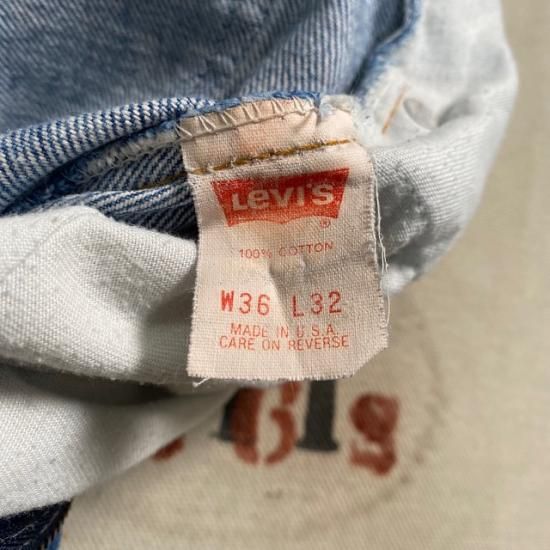 LEVI'S
®
100% COTTON
W36 L32
MADE IN U.S.A.
CARE ON REVERSE